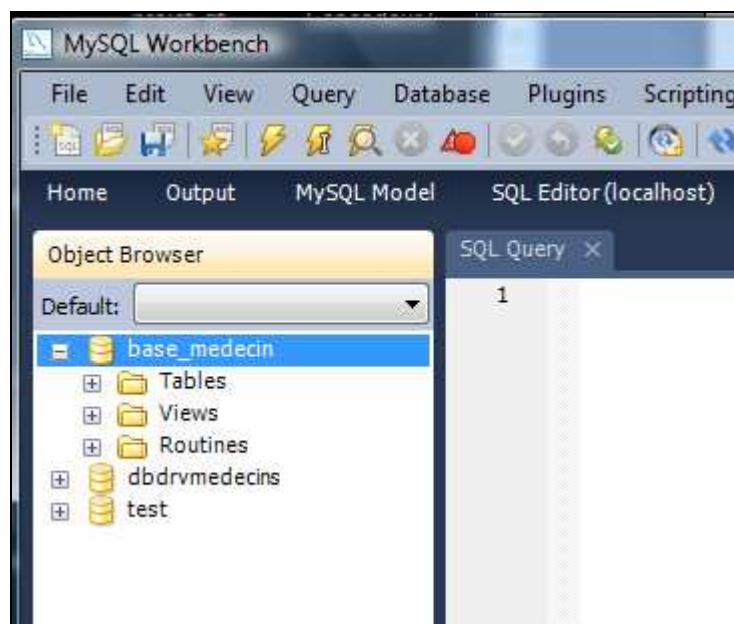 MySQL Workbench
File Edit View Query Database Plugins Scripting
Home Output MySQL Model SQL Editor (localhost)
Object Browser
SQL Query
Default:
1
base_medecin
Tables
Views
Routines
dbdrvmedecins
test